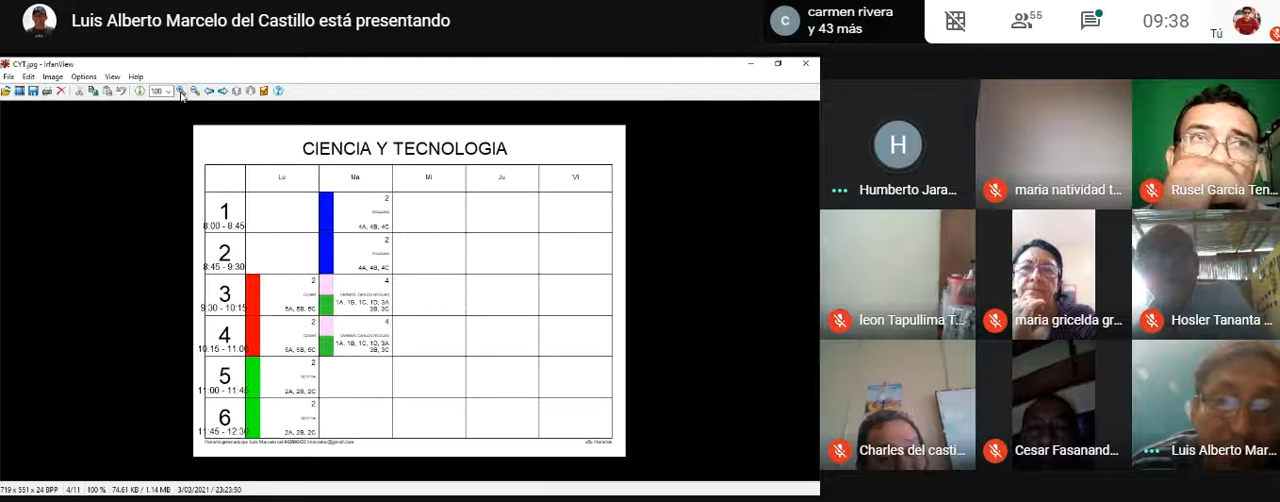 Luis Alberto Marcelo del Castillo está presentando
carmen rivera
y 43 más
C
55
09:38
Tú
CYT.jpg - IrfanView
File Edit Image Options View Help
100
CIENCIA Y TECNOLOGIA
Lu Ma Mi Ju Vi
1
8:00 - 8:45
2
4A, 4B, 4C
2
8:45 - 9:30
2
4A, 4B, 4C
3
9:30 - 10:15
2
5A, 5B, 5C
4
1A, 1B, 1C, 1D, 3A
3B, 3C
4
10:15 - 11:00
2
5A, 5B, 5C
4
1A, 1B, 1C, 1D, 3A
3B, 3C
5
11:00 - 11:45
2
2A, 2B, 2C
6
11:45 - 12:30
2
2A, 2B, 2C
719 x 551 x 24 BPP 4/11 100 % 74.61 KB / 1.14 MB 3/03/2021 / 23:23:50
H
Humberto Jara...
maria natividad t...
Rusel Garcia Ten...
leon Tapullima T...
maria gricelda gr...
Hosler Tananta ...
Charles del casti...
Cesar Fasanand...
Luis Alberto Mar...